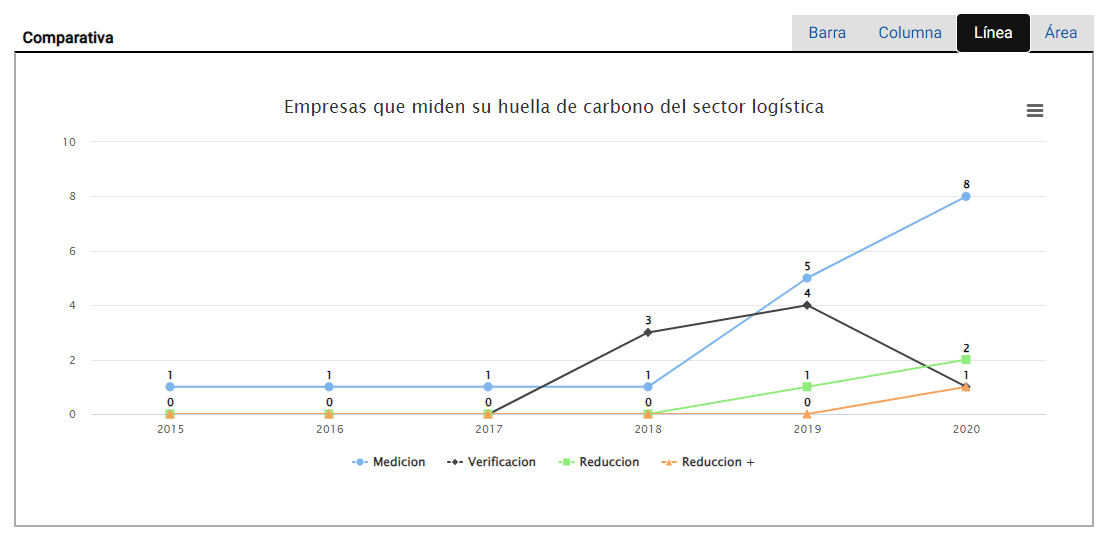 Comparativa
Barra Columna Línea Área
Empresas que miden su huella de carbono del sector logística
10
8
6
4
2
0
1 1 1 1 5 8
3 4 1
0 0 0 0 1 2
0
2015 2016 2017 2018 2019 2020
Medicion Verificacion Reduccion Reduccion +